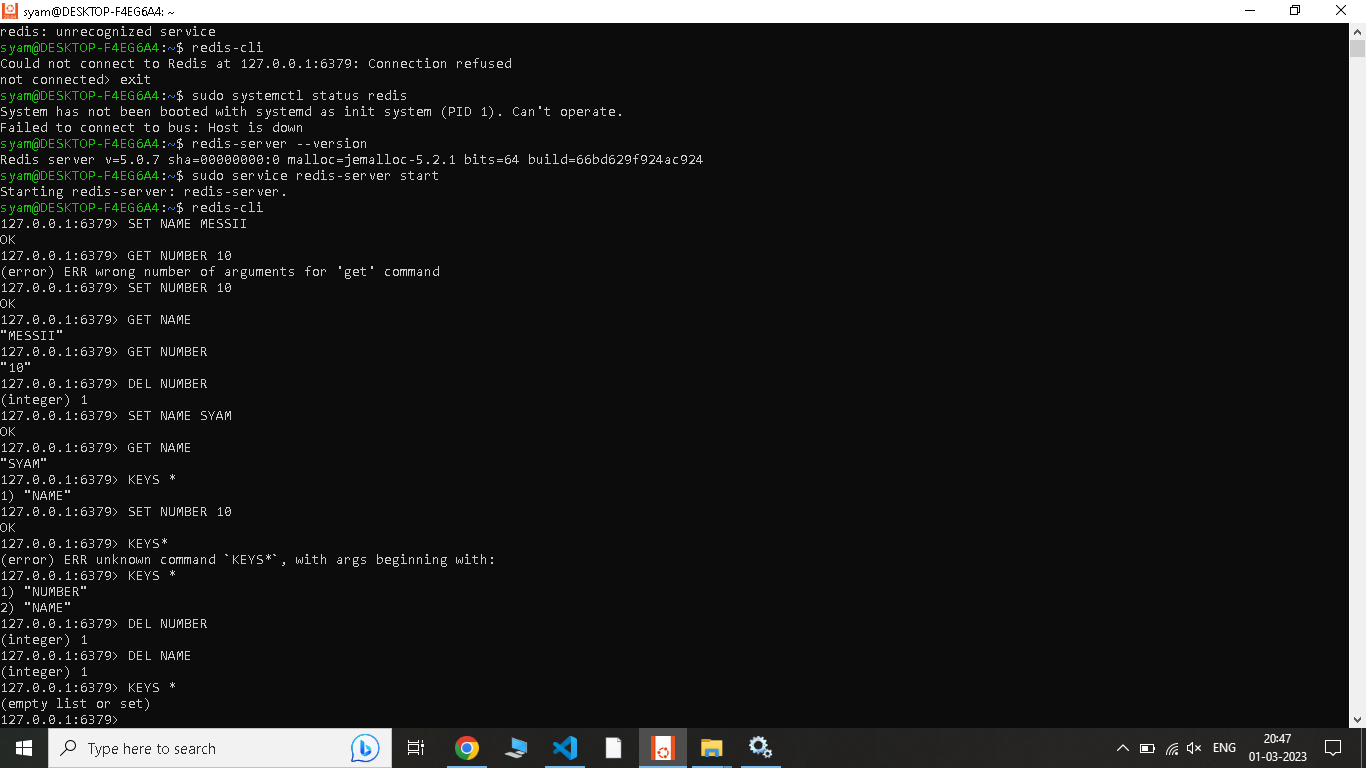 syam@DESKTOP-F4EG6A4: ~
redis: unrecognized service
syam@DESKTOP-F4EG6A4:~$ redis-cli
Could not connect to Redis at 127.0.0.1:6379: Connection refused
not connected> exit
syam@DESKTOP-F4EG6A4:~$ sudo systemctl status redis
System has not been booted with systemd as init system (PID 1). Can't operate.
Failed to connect to bus: Host is down
syam@DESKTOP-F4EG6A4:~$ redis-server --version
Redis server v=5.0.7 sha=00000000:0 malloc=jemalloc-5.2.1 bits=64 build=66bd629f924ac924
syam@DESKTOP-F4EG6A4:~$ sudo service redis-server start
Starting redis-server: redis-server.
syam@DESKTOP-F4EG6A4:~$ redis-cli
127.0.0.1:6379> SET NAME MESSII
OK
127.0.0.1:6379> GET NUMBER 10
(error) ERR wrong number of arguments for 'get' command
127.0.0.1:6379> SET NUMBER 10
OK
127.0.0.1:6379> GET NAME
"MESSII"
127.0.0.1:6379> GET NUMBER
"10"
127.0.0.1:6379> DEL NUMBER
(integer) 1
127.0.0.1:6379> SET NAME SYAM
OK
127.0.0.1:6379> GET NAME
"SYAM"
127.0.0.1:6379> KEYS *
1) "NAME"
127.0.0.1:6379> SET NUMBER 10
OK
127.0.0.1:6379> KEYS*
(error) ERR unknown command `KEYS*`, with args beginning with:
127.0.0.1:6379> KEYS *
1) "NUMBER"
2) "NAME"
127.0.0.1:6379> DEL NUMBER
(integer) 1
127.0.0.1:6379> DEL NAME
(integer) 1
127.0.0.1:6379> KEYS *
(empty list or set)
127.0.0.1:6379>
Type here to search
ENG
20:47
01-03-2023